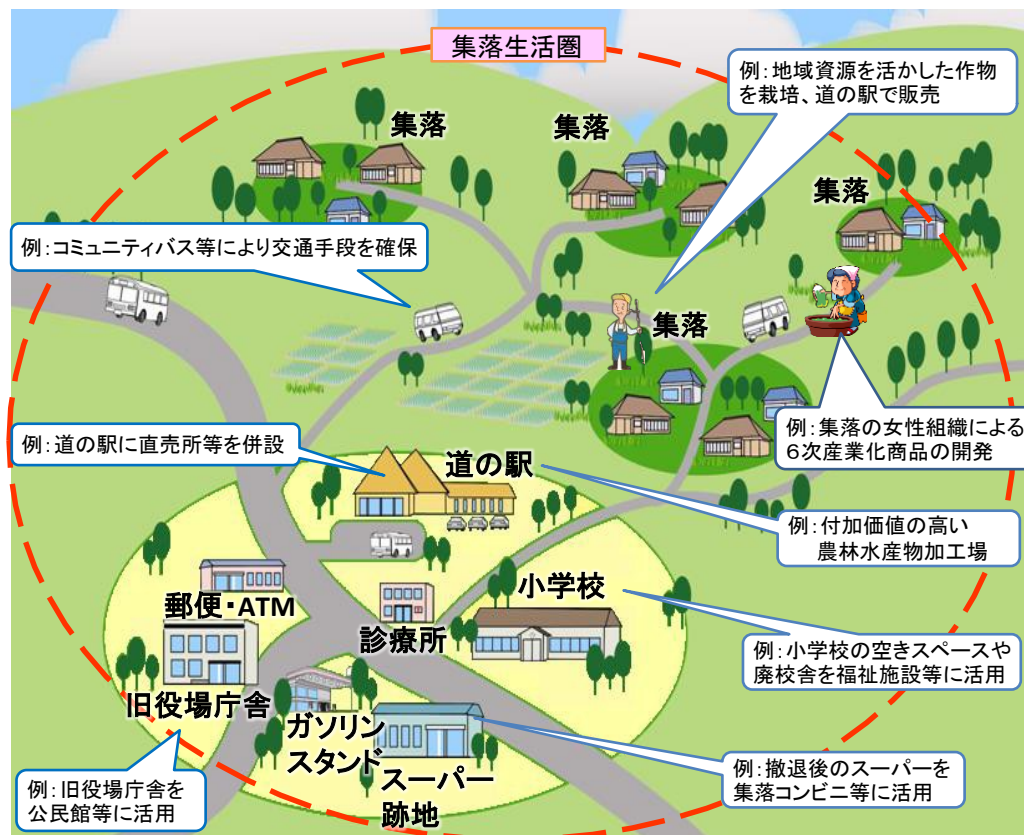 集落生活圏
例:地域資源を活かした作物
を栽培、道の駅で販売
集落
集落
集落
例:コミュニティバス等により交通手段を確保
集落
例:集落の女性組織による
6次産業化商品の開発
例:道の駅に直売所等を併設
道の駅
例:付加価値の高い
農林水産物加工場
小学校
郵便・ATM
診療所
例:小学校の空きスペースや
廃校舎を福祉施設等に活用
旧役場庁舎
ガソリン
スタンド
スーパー
跡地
例:旧役場庁舎を
公民館等に活用
例:撤退後のスーパーを
集落コンビニ等に活用